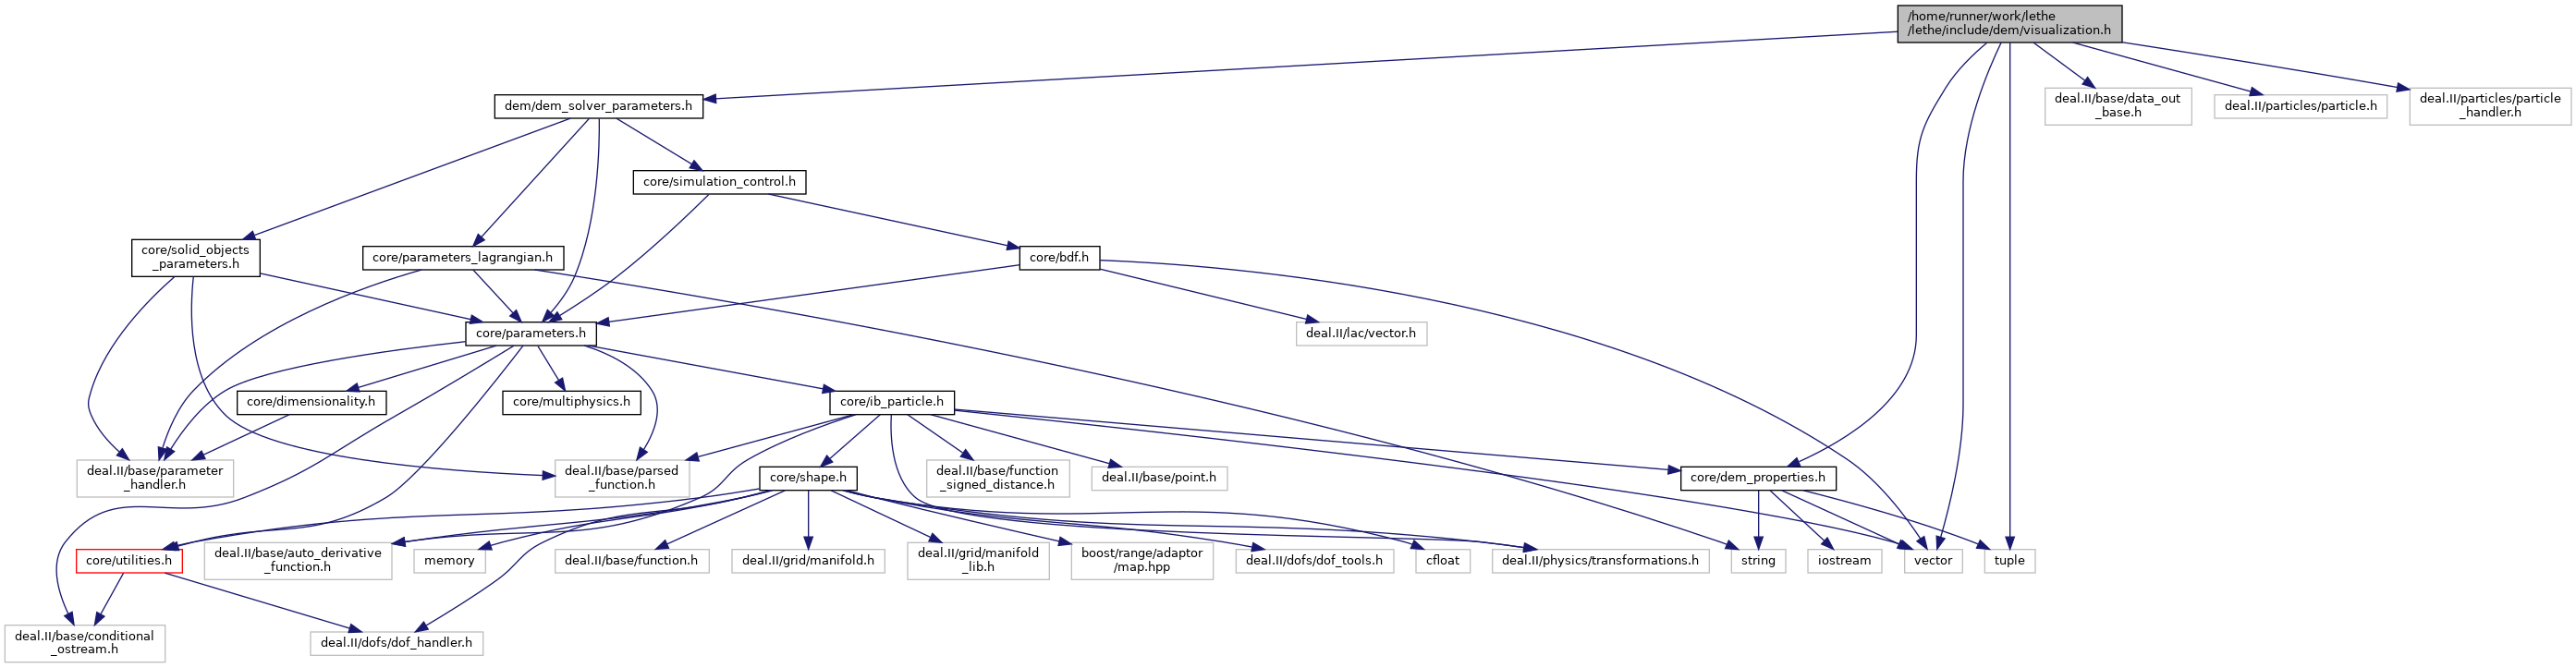 /home/runner/work/lethe
/lethe/include/dem/visualization.h
dem/dem_solver_parameters.h
deal.II/base/data_out
_base.h
deal.II/particles/particle.h
deal.II/particles/particle
_handler.h
core/simulation_control.h
core/solid_objects
_parameters.h
core/parameters_lagrangian.h
core/bdf.h
core/parameters.h
deal.II/lac/vector.h
core/dimensionality.h
core/multiphysics.h
core/ib_particle.h
deal.II/base/parameter
_handler.h
deal.II/base/parsed
_function.h
core/shape.h
deal.II/base/function
_signed_distance.h
deal.II/base/point.h
core/dem_properties.h
core/utilities.h
deal.II/base/auto_derivative
_function.h
memory
deal.II/base/function.h
deal.II/grid/manifold.h
deal.II/grid/manifold
_lib.h
boost/range/adaptor
/map.hpp
deal.II/dofs/dof_tools.h
cfloat
deal.II/physics/transformations.h
string
iostream
vector
tuple
deal.II/base/conditional
_ostream.h
deal.II/dofs/dof_handler.h